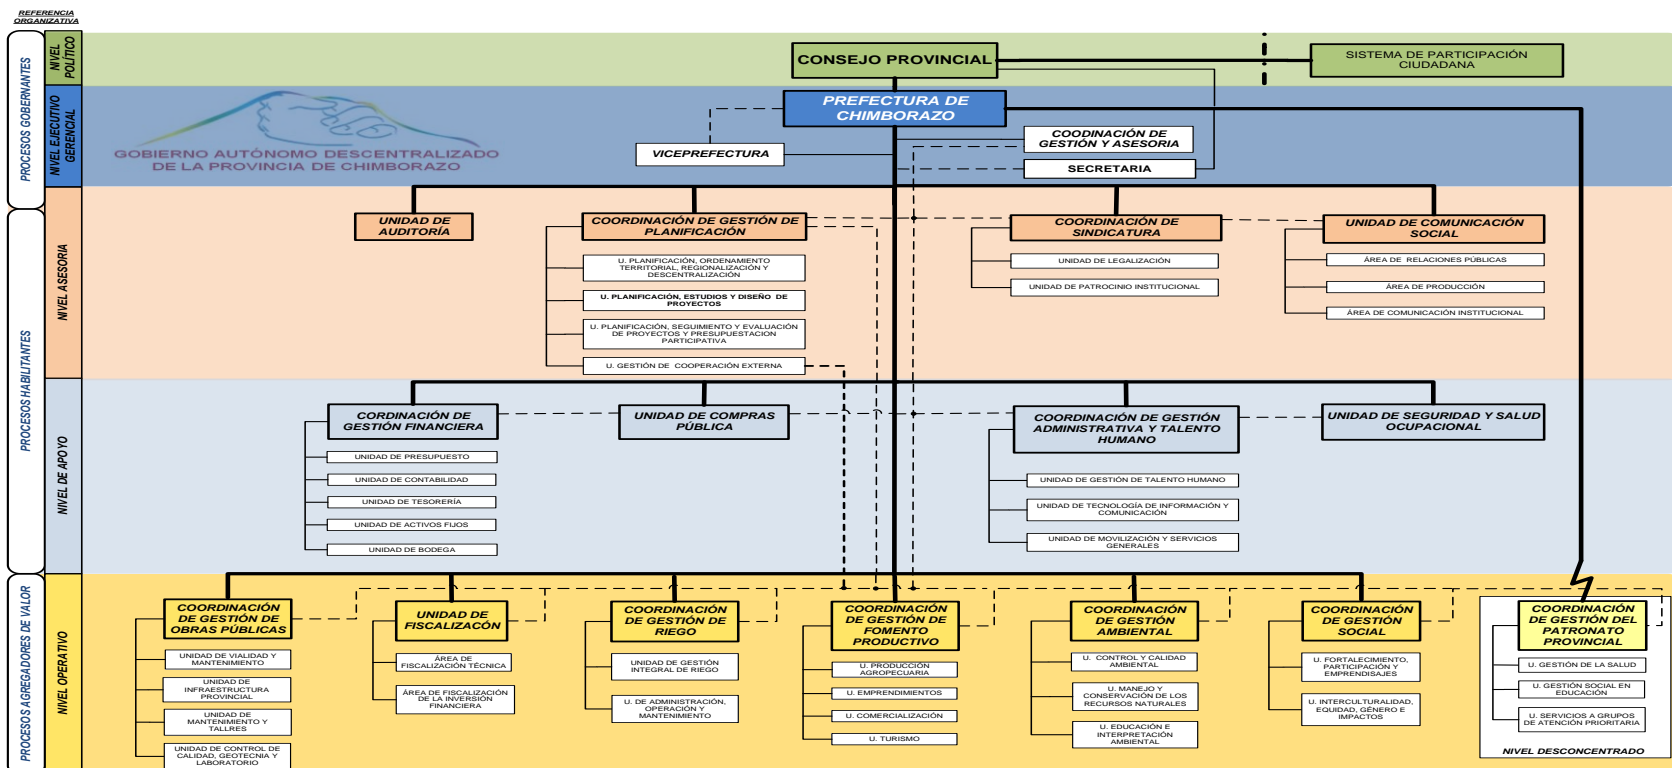 REFERENCIA
ORGANIZATIVA
PROCESOS GOBERNANTES
NIVEL
POLÍTICO
CONSEJO PROVINCIAL
SISTEMA DE PARTICIPACIÓN
CIUDADANA
NIVEL EJECUTIVO
GERENCIAL
GOBIERNO AUTÓNOMO DESCENTRALIZADO
DE LA PROVINCIA DE CHIMBORAZO
PREFECTURA DE
CHIMBORAZO
VICEPREFECTURA
COODINACIÓN DE
GESTIÓN Y ASESORIA
SECRETARIA
PROCESOS HABILITANTES
NIVEL ASESORIA
UNIDAD DE
AUDITORÍA
COORDINACIÓN DE GESTIÓN DE
PLANIFICACIÓN
U. PLANIFICACIÓN, ORDENAMIENTO
TERRITORIAL, REGIONALIZACIÓN Y
DESCENTRALIZACIÓN
U. PLANIFICACIÓN, ESTUDIOS Y DISEÑO DE
PROYECTOS
U. PLANIFICACIÓN, SEGUIMIENTO Y EVALUACIÓN
DE PROYECTOS Y PRESUPUESTACION
PARTICIPATIVA
U. GESTIÓN DE COOPERACIÓN EXTERNA
COORDINACIÓN DE
SINDICATURA
UNIDAD DE LEGALIZACIÓN
UNIDAD DE PATROCINIO INSTITUCIONAL
UNIDAD DE COMUNICACIÓN
SOCIAL
ÁREA DE RELACIONES PÚBLICAS
ÁREA DE PRODUCCIÓN
ÁREA DE COMUNICACIÓN INSTITUCIONAL
NIVEL DE APOYO
CORDINACIÓN DE
GESTIÓN FINANCIERA
UNIDAD DE PRESUPUESTO
UNIDAD DE CONTABILIDAD
UNIDAD DE TESORERÍA
UNIDAD DE ACTIVOS FIJOS
UNIDAD DE BODEGA
UNIDAD DE COMPRAS
PÚBLICA
COORDINACIÓN DE GESTIÓN
ADMINISTRATIVA Y TALENTO
HUMANO
UNIDAD DE GESTIÓN DE TALENTO HUMANO
UNIDAD DE TECNOLOGÍA DE INFORMACIÓN Y
COMUNICACIÓN
UNIDAD DE MOVILIZACIÓN Y SERVICIOS
GENERALES
UNIDAD DE SEGURIDAD Y SALUD
OCUPACIONAL
PROCESOS AGREGADORES DE VALOR
NIVEL OPERATIVO
COORDINACIÓN
DE GESTIÓN DE
OBRAS PÚBLICAS
UNIDAD DE VIALIDAD Y
MANTENIMIENTO
UNIDAD DE
INFRAESTRUCTURA
PROVINCIAL
UNIDAD DE
MANTENIMIENTO Y
TALLRES
UNIDAD DE CONTROL DE
CALIDAD, GEOTECNIA Y
LABORATORIO
UNIDAD DE
FISCALIZACÓN
ÁREA DE
FISCALIZACIÓN TÉCNICA
ÁREA DE FISCALIZACIÓN
DE LA INVERSIÓN
FINANCIERA
COORDINACIÓN
DE GESTIÓN DE
RIEGO
UNIDAD DE GESTIÓN
INTEGRAL DE RIEGO
U. DE ADMINISTRACIÓN,
OPERACIÓN Y
MANTENIMIENTO
COORDINACIÓN
DE GESTIÓN DE
FOMENTO
PRODUCTIVO
U. PRODUCCIÓN
AGROPECUARIA
U. EMPRENDIMIENTOS
U. COMERCIALIZACIÓN
U. TURISMO
COORDINACIÓN
DE GESTIÓN
AMBIENTAL
U. CONTROL Y CALIDAD
AMBIENTAL
U. MANEJO Y
CONSERVACIÓN DE LOS
RECURSOS NATURALES
U. EDUCACIÓN E
INTERPRETACIÓN
AMBIENTAL
COORDINACIÓN
DE GESTIÓN
SOCIAL
U. FORTALECIMIENTO,
PARTICIPACIÓN Y
EMPRENDISAJES
U. INTERCULTURALIDAD,
EQUIDAD, GÉNERO E
IMPACTOS
COORDINACIÓN
DE GESTIÓN DEL
PATRONATO
PROVINCIAL
U. GESTIÓN DE LA SALUD
U. GESTIÓN SOCIAL EN
EDUCACIÓN
U. SERVICIOS A GRUPOS
DE ATENCIÓN PRIORITARIA
NIVEL DESCONCENTRADO